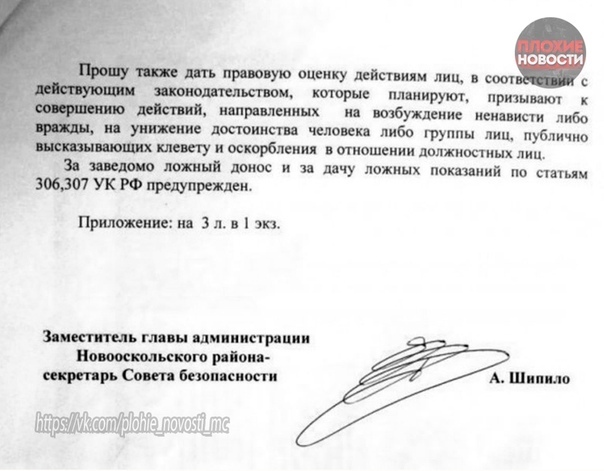 ПЛОХИЕ
НОВОСТИ
Прошу также дать правовую оценку действиям лиц, в соответствии с
действующим законодательством, которые планируют, призывают к
совершению действий, направленных на возбуждение ненависти либо
вражды, на унижение достоинства человека либо группы лиц, публично
высказывающих клевету и оскорбления в отношении должностных лиц.
За заведомо ложный донос и за дачу ложных показаний по статьям
306,307 УК РФ предупрежден.
Приложение: на 3 л. в 1 экз.
Заместитель главы администрации
Новооскольского района-
секретарь Совета безопасности
А. Шипило
https://vk.com/plohie_novosti_mc